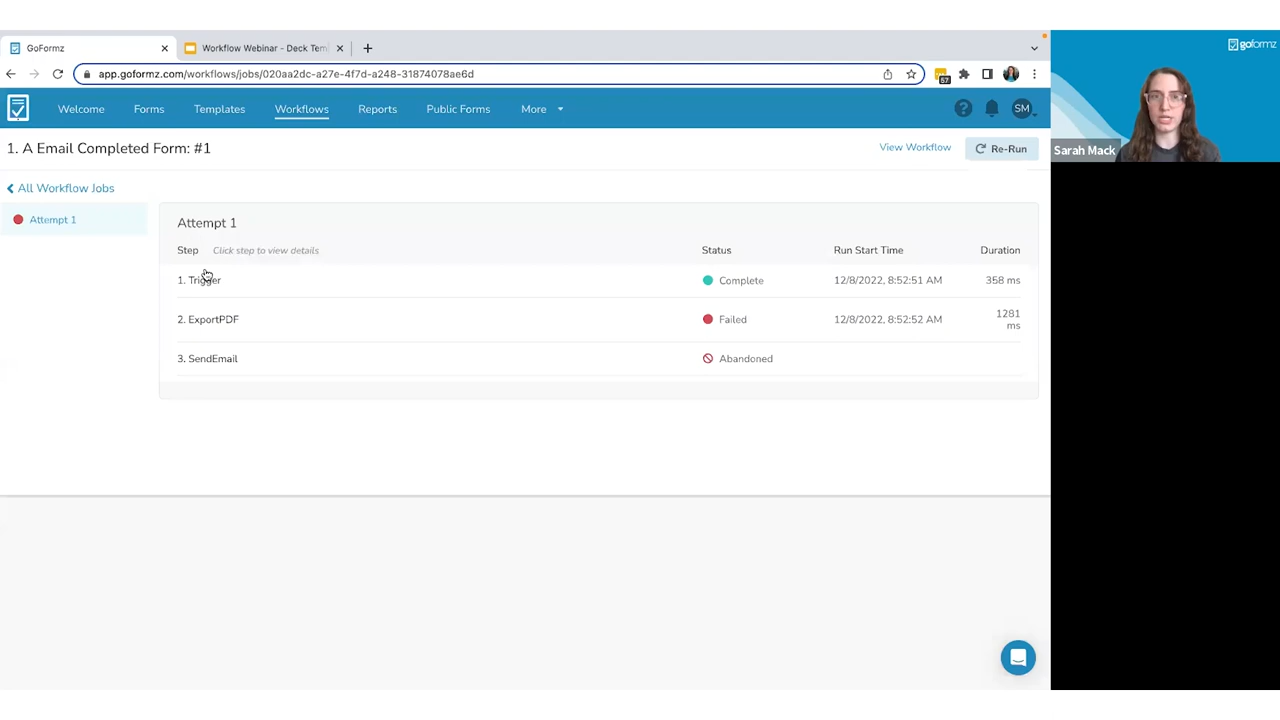 GoFormz
Workflow Webinar - Deck Tem
app.goformz.com/workflows/jobs/020aa2dc-a27e-4f7d-a248-31874078ae6d
57
goformz
Welcome
Forms
Templates
Workflows
Reports
Public Forms
More
SM
Sarah Mack
1. A Email Completed Form: #1
View Workflow
Re-Run
All Workflow Jobs
Attempt 1
Attempt 1
Step Click step to view details Status Run Start Time Duration
1. Trigger Complete 12/8/2022, 8:52:51 AM 358 ms
2. ExportPDF Failed 12/8/2022, 8:52:52 AM 1281
ms
3. SendEmail Abandoned